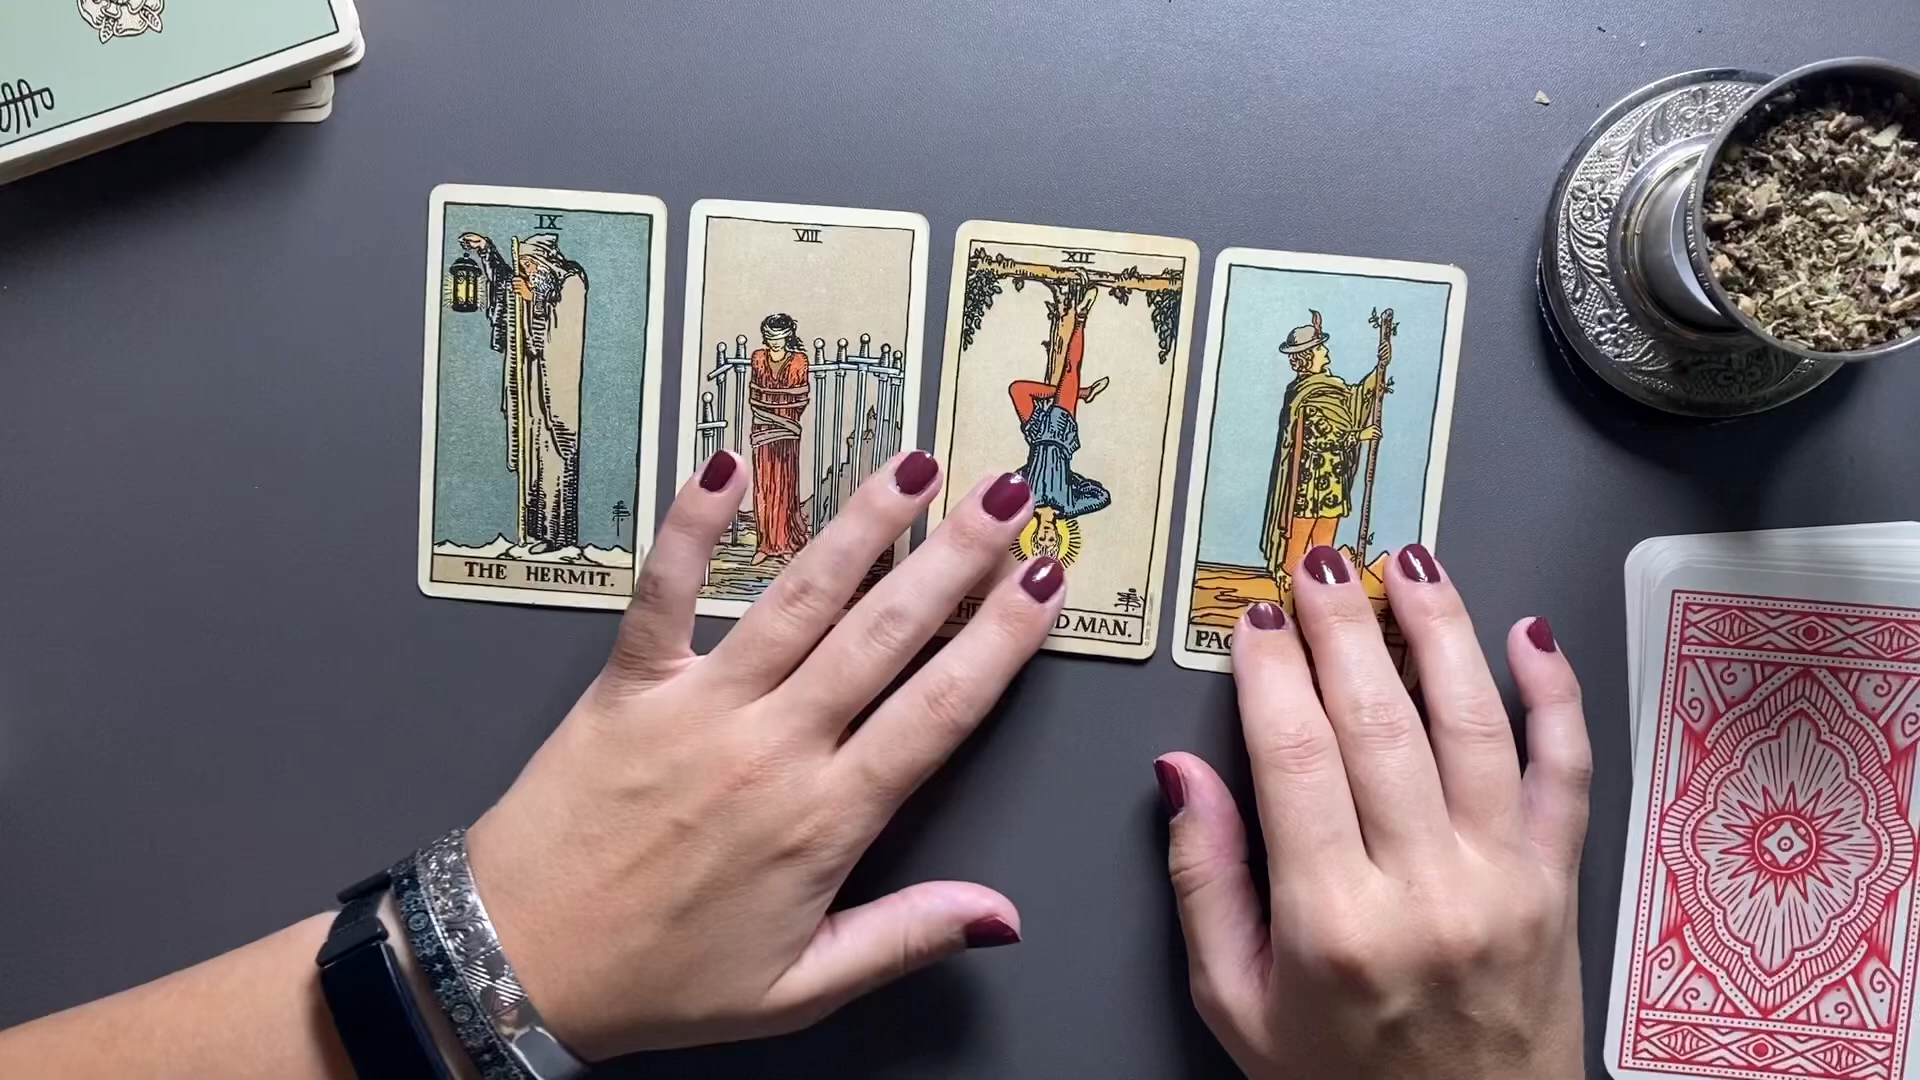 IX
THE HERMIT.
VIII
XII
D MAN.
PAG